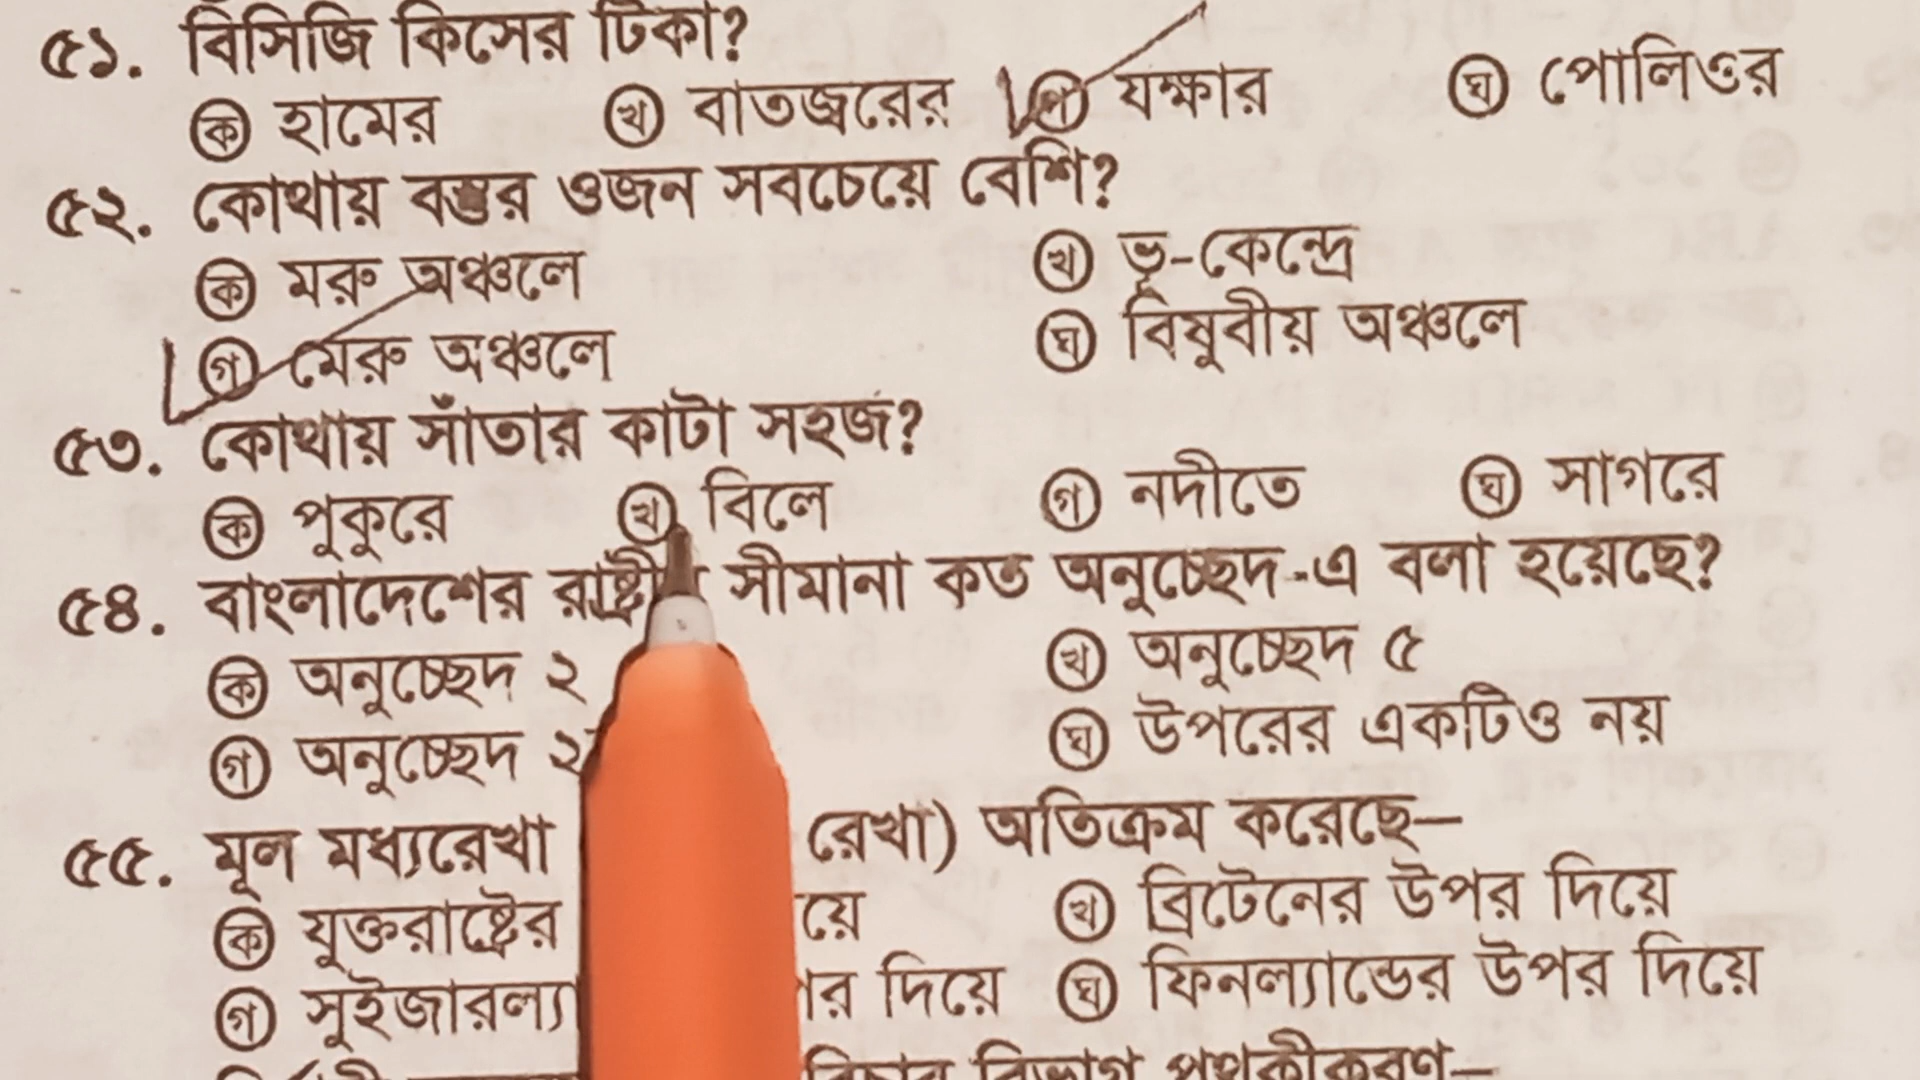 ৫১. বিসিজি কিসের টিকা?
ক হামের খ বাতজ্বরের গ যক্ষার ঘ পোলিওর
৫২. কোথায় বস্তুর ওজন সবচেয়ে বেশি?
ক মরু অঞ্চলে খ ভূ-কেন্দ্রে
গ মেরু অঞ্চলে ঘ বিষুবীয় অঞ্চলে
৫৩. কোথায় সাঁতার কাটা সহজ?
ক পুকুরে খ বিলে গ নদীতে ঘ সাগরে
৫৪. বাংলাদেশের সীমানা কত অনুচ্ছেদ-এ বলা হয়েছে?
ক অনুচ্ছেদ ২ খ অনুচ্ছেদ ৫
গ অনুচ্ছেদ ঘ উপরের একটিও নয়
৫৫. মূল মধ্যরেখা রেখা) অতিক্রম করেছে—
ক যুক্তরাষ্ট্রের খ ব্রিটেনের উপর দিয়ে
গ দিয়ে ঘ ফিনল্যান্ডের উপর দিয়ে
বিচার বিভাগ পৃথকীকরণ—